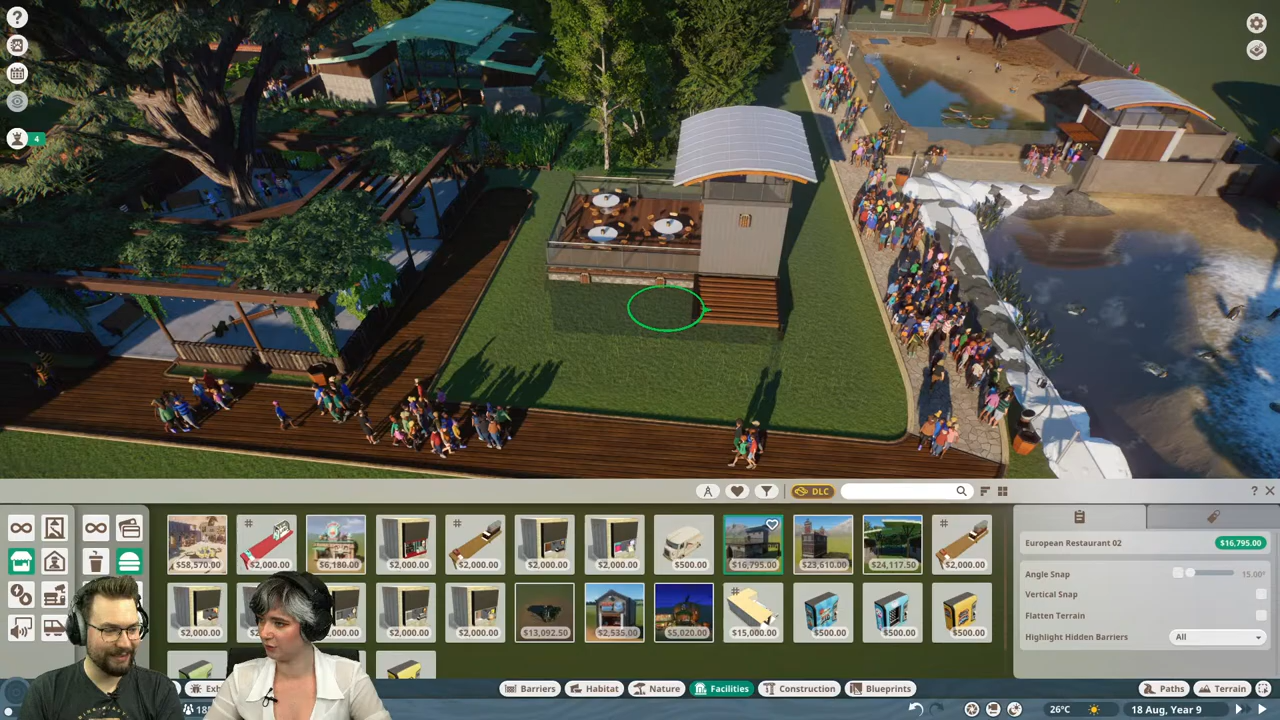 ?
4
A
DLC
?
$58,570.00
#
$2,000.00
$6,180.00
$2,000.00
#
$2,000.00
$2,000.00
$2,000.00
$500.00
$16,795.00
$23,610.00
$24,117.50
#
$2,000.00
European Restaurant 02
$16,795.00
Angle Snap
15.00°
Vertical Snap
Flatten Terrain
Highlight Hidden Barriers
All
$2,000.00
$2,000.00
$2,000.00
$13,092.50
$2,535.00
$5,020.00
#
$15,000.00
$500.00
$500.00
$500.00
Exh
Barriers
Habitat
Nature
Facilities
Construction
Blueprints
Paths
Terrain
26°C
18 Aug, Year 9